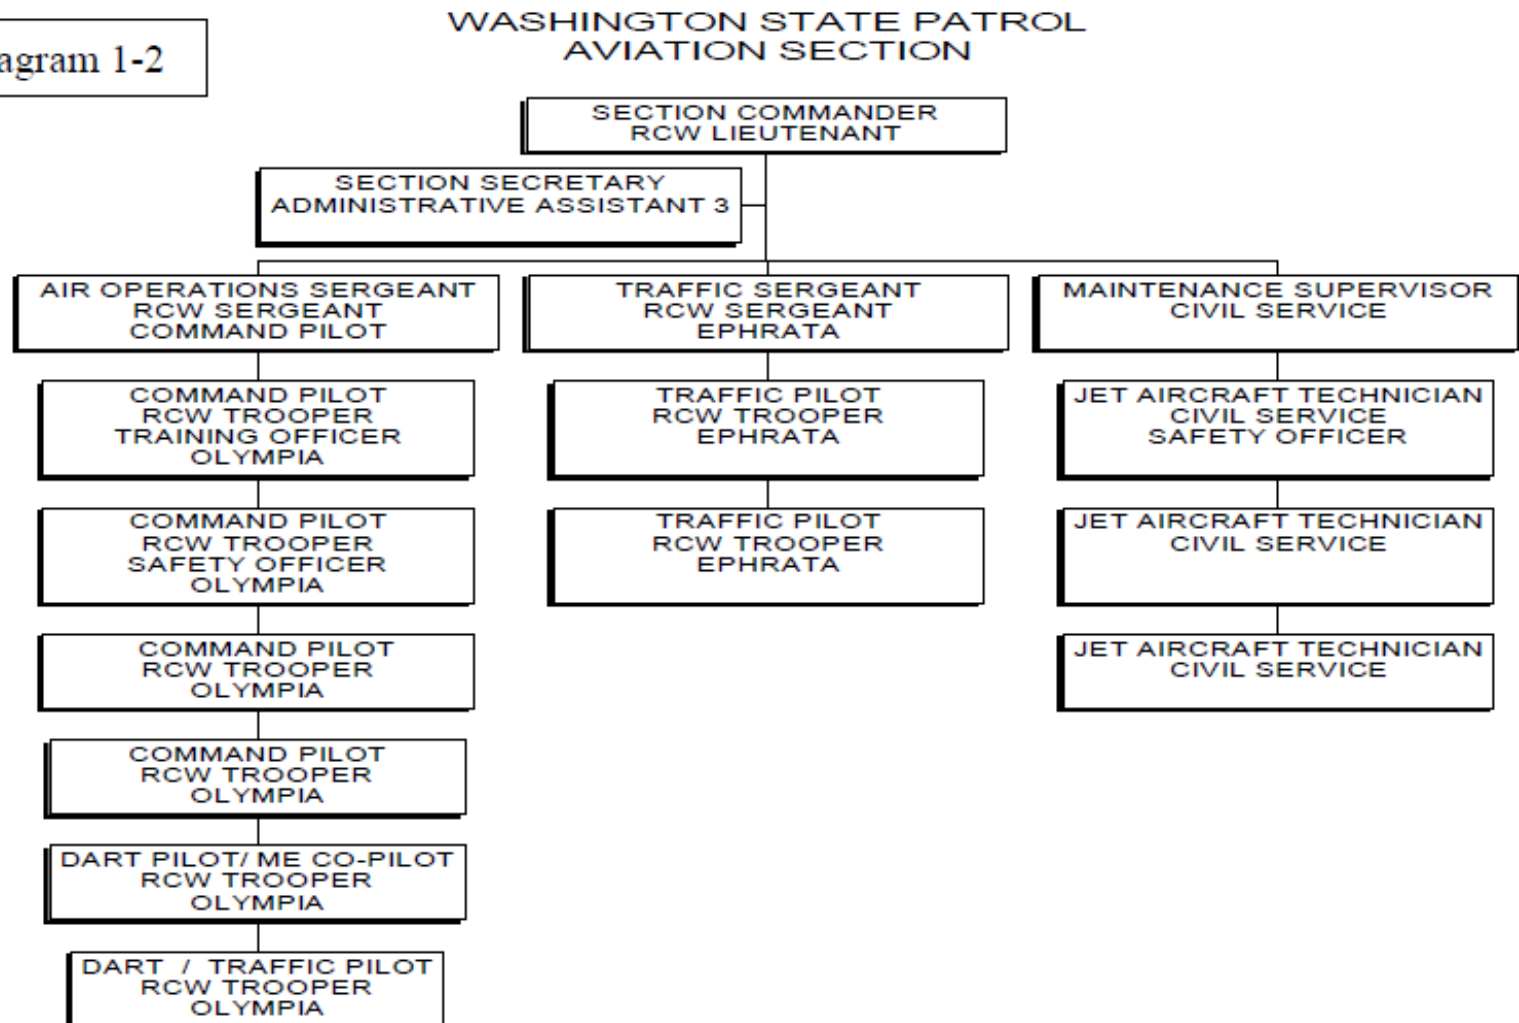 agram 1-2
WASHINGTON STATE PATROL
AVIATION SECTION
SECTION COMMANDER
RCW LIEUTENANT
SECTION SECRETARY
ADMINISTRATIVE ASSISTANT 3
AIR OPERATIONS SERGEANT
RCW SERGEANT
COMMAND PILOT
TRAFFIC SERGEANT
RCW SERGEANT
EPHRATA
MAINTENANCE SUPERVISOR
CIVIL SERVICE
COMMAND PILOT
RCW TROOPER
TRAINING OFFICER
OLYMPIA
TRAFFIC PILOT
RCW TROOPER
EPHRATA
JET AIRCRAFT TECHNICIAN
CIVIL SERVICE
SAFETY OFFICER
COMMAND PILOT
RCW TROOPER
SAFETY OFFICER
OLYMPIA
TRAFFIC PILOT
RCW TROOPER
EPHRATA
JET AIRCRAFT TECHNICIAN
CIVIL SERVICE
COMMAND PILOT
RCW TROOPER
OLYMPIA
JET AIRCRAFT TECHNICIAN
CIVIL SERVICE
COMMAND PILOT
RCW TROOPER
OLYMPIA
DART PILOT/ ME CO-PILOT
RCW TROOPER
OLYMPIA
DART / TRAFFIC PILOT
RCW TROOPER
OLYMPIA